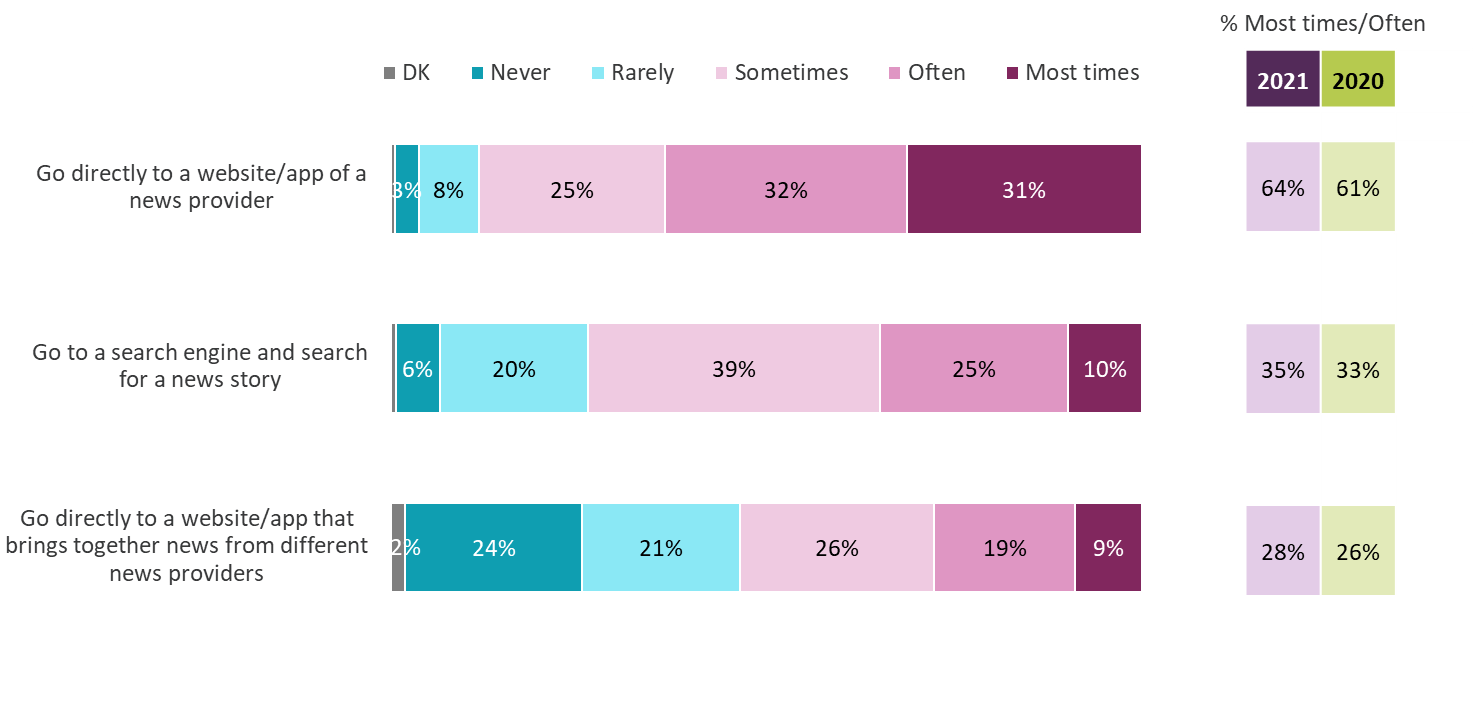 % Most times/Often
DK Never Rarely Sometimes Often Most times
2021 2020
Go directly to a website/app of a
news provider
3% 8% 25% 32% 31%
64% 61%
Go to a search engine and search
for a news story
6% 20% 39% 25% 10%
35% 33%
Go directly to a website/app that
brings together news from different
news providers
2% 24% 21% 26% 19% 9%
28% 26%